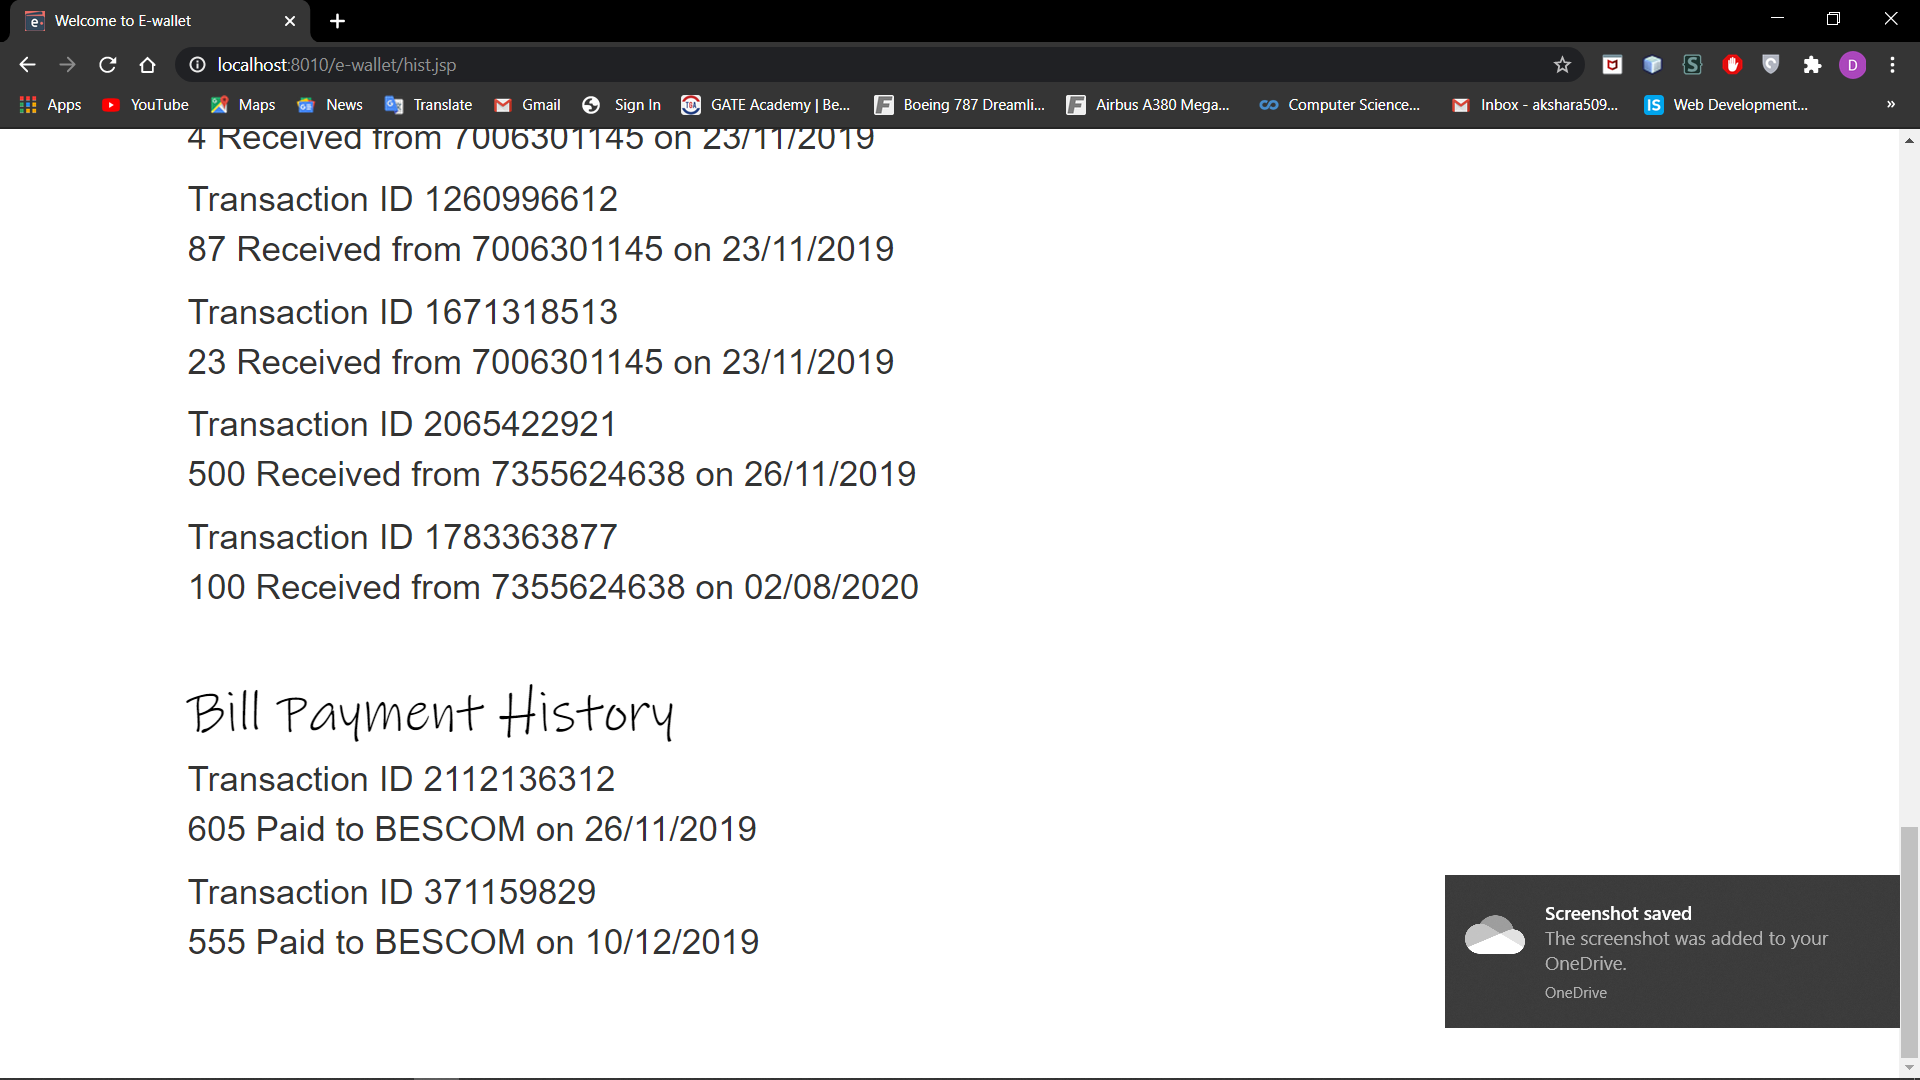 Welcome to E-wallet
localhost:8010/e-wallet/hist.jsp
D
Apps YouTube Maps News Translate Gmail Sign In GATE Academy | Be... Boeing 787 Dreamli... Airbus A380 Mega... Computer Science... Inbox - akshara509... IS Web Development... »
4 Received from 7006301145 on 23/11/2019
Transaction ID 1260996612
87 Received from 7006301145 on 23/11/2019
Transaction ID 1671318513
23 Received from 7006301145 on 23/11/2019
Transaction ID 2065422921
500 Received from 7355624638 on 26/11/2019
Transaction ID 1783363877
100 Received from 7355624638 on 02/08/2020
Bill Payment History
Transaction ID 2112136312
605 Paid to BESCOM on 26/11/2019
Transaction ID 371159829
555 Paid to BESCOM on 10/12/2019
Screenshot saved
The screenshot was added to your
OneDrive.
OneDrive